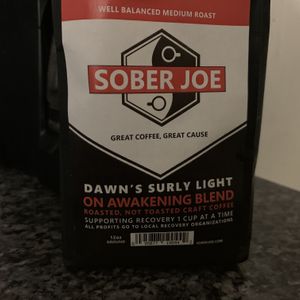 WELL BALANCED MEDIUM ROAST
SOBER JOE
GREAT COFFEE, GREAT CAUSE
DAWN'S SURLY LIGHT
ON AWAKENING BLEND
ROASTED, NOT TOASTED CRAFT COFFEE
SUPPORTING RECOVERY 1 CUP AT A TIME
ALL PROFITS GO TO LOCAL RECOVERY ORGANIZATIONS
12oz